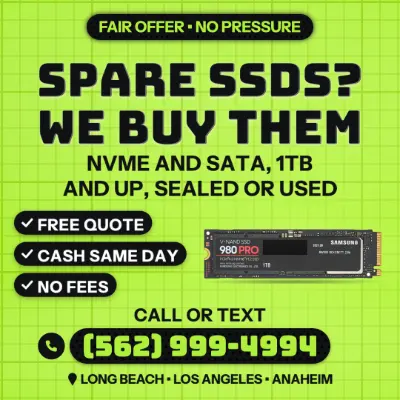 FAIR OFFER • NO PRESSURE
SPARE SSDS?
WE BUY THEM
NVME AND SATA, 1TB
AND UP, SEALED OR USED
FREE QUOTE
CASH SAME DAY
NO FEES
V-NAND SSD
980 PRO
1TB
SAMSUNG
CALL OR TEXT
(562) 999-4994
LONG BEACH • LOS ANGELES • ANAHEIM